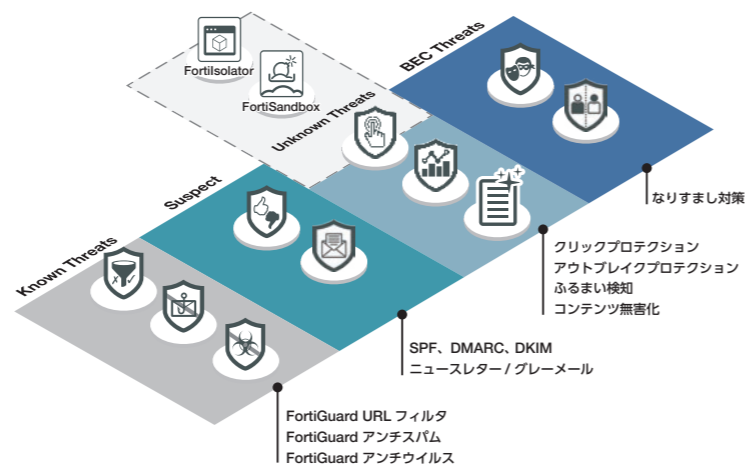 FortiIsolator
FortiSandbox
BEC Threats
Unknown Threats
Suspect
Known Threats
なりすまし対策
クリックプロテクション
アウトブレイクプロテクション
ふるまい検知
コンテンツ無害化
SPF、DMARC、DKIM
ニュースレター / グレーメール
FortiGuard URL フィルタ
FortiGuard アンチスパム
FortiGuard アンチウイルス